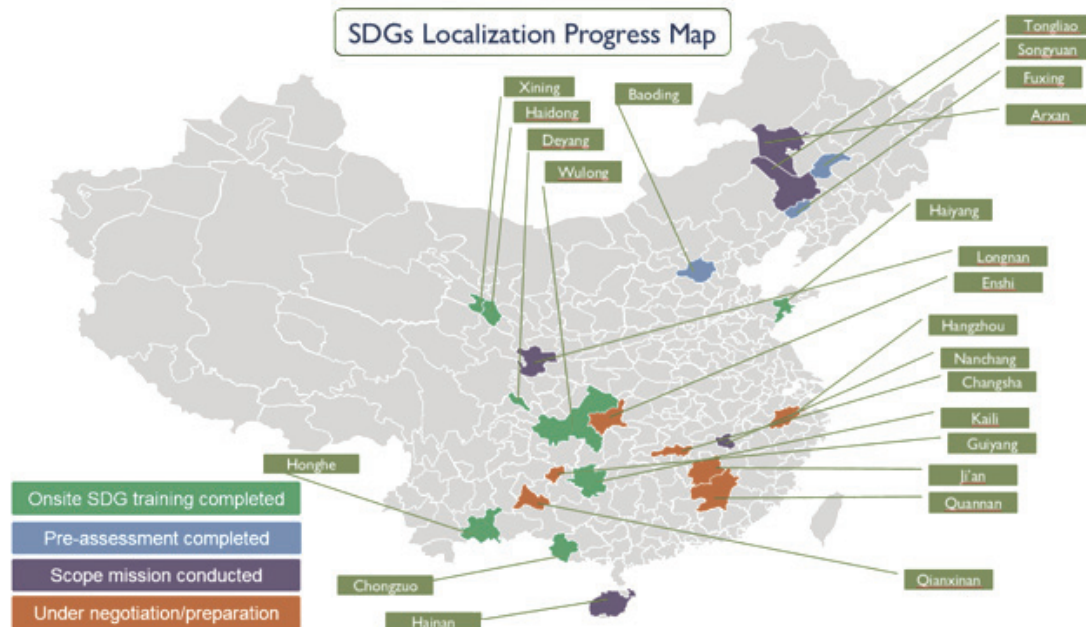 SDGs Localization Progress Map
Tongliao
Songyuan
Fuxing
Arxan
Xining
Haidong
Deyang
Wulong
Baoding
Haiyang
Longnan
Enshi
Hangzhou
Nanchang
Changsha
Kaili
Guiyang
Ji'an
Quannan
Qianxinan
Honghe
Chongzuo
Hainan
Onsite SDG training completed
Pre-assessment completed
Scope mission conducted
Under negotiation/preparation